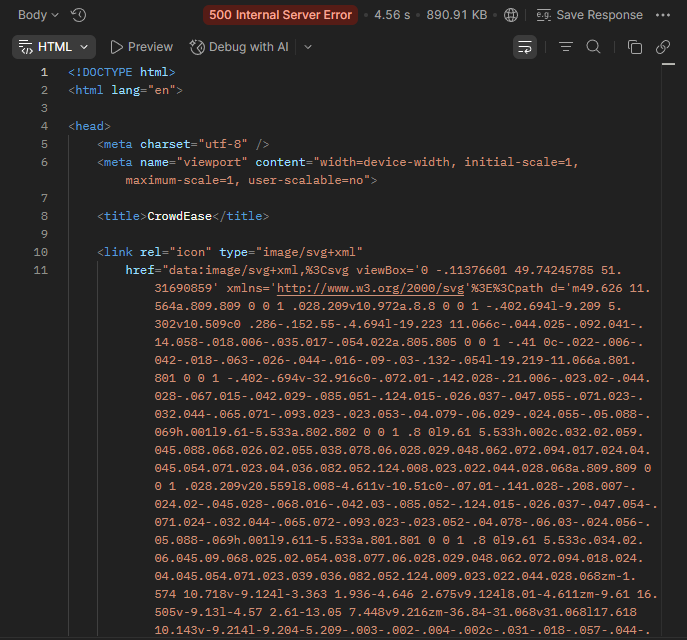 Body 500 Internal Server Error • 4.56 s • 890.91 KB • e.g. Save Response
HTML Preview Debug with AI
1 <!DOCTYPE html>
2 <html lang="en">
3
4 <head>
5 <meta charset="utf-8" />
6 <meta name="viewport" content="width=device-width, initial-scale=1,
maximum-scale=1, user-scalable=no">
7
8 <title>CrowdEase</title>
9
10 <link rel="icon" type="image/svg+xml"
11 href="data:image/svg+xml,%3Csvg viewBox='0 -.11376601 49.74245785 51.
31690859' xmlns='http://www.w3.org/2000/svg'%3E%3Cpath d='m49.626 11.
564a.809.809 0 0 1 .028.209v10.972a.8.8 0 0 1 -.402.694l-9.209 5.
302v10.509c0 .286-.152.55-.4.694l-19.223 11.066c-.044.025-.092.041-.
14.058-.018.006-.035.017-.054.022a.805.805 0 0 1 -.41 0c-.022-.006-.
042-.018-.063-.026-.044-.016-.09-.03-.132-.054l-19.219-11.066a.801.
801 0 0 1 -.402-.694v-32.916c0-.072.01-.142.028-.21.006-.023.02-.044.
028-.067.015-.042.029-.085.051-.124.015-.026.037-.047.055-.071.023-.
032.044-.065.071-.093.023-.023.053-.04.079-.06.029-.024.055-.05.088-.
069h.001l9.61-5.533a.802.802 0 0 1 .8 0l9.61 5.533h.002c.032.02.059.
045.088.068.026.02.055.038.078.06.028.029.048.062.072.094.017.024.04.
045.054.071.023.04.036.082.052.124.008.023.022.044.028.068a.809.809 0
0 1 .028.209v20.559l8.008-4.611v-10.51c0-.07.01-.141.028-.208.007-.
024.02-.045.028-.068.016-.042.03-.085.052-.124.015-.026.037-.047.054-.
071.024-.032.044-.065.072-.093.023-.023.052-.04.078-.06.03-.024.056-.
05.088-.069h.001l9.611-5.533a.801.801 0 0 1 .8 0l9.61 5.533c.034.02.
06.045.09.068.025.02.054.038.077.06.028.029.048.062.072.094.018.024.
04.045.054.071.023.039.036.082.052.124.009.023.022.044.028.068zm-1.
574 10.718v-9.124l-3.363 1.936-4.646 2.675v9.124l8.01-4.611zm-9.61 16.
505v-9.13l-4.57 2.61-13.05 7.448v9.216zm-36.84-31.068v31.068l17.618
10.143v-9.214l-9.204-5.209-.003-.002-.004-.002c-.031-.018-.057-.044-.